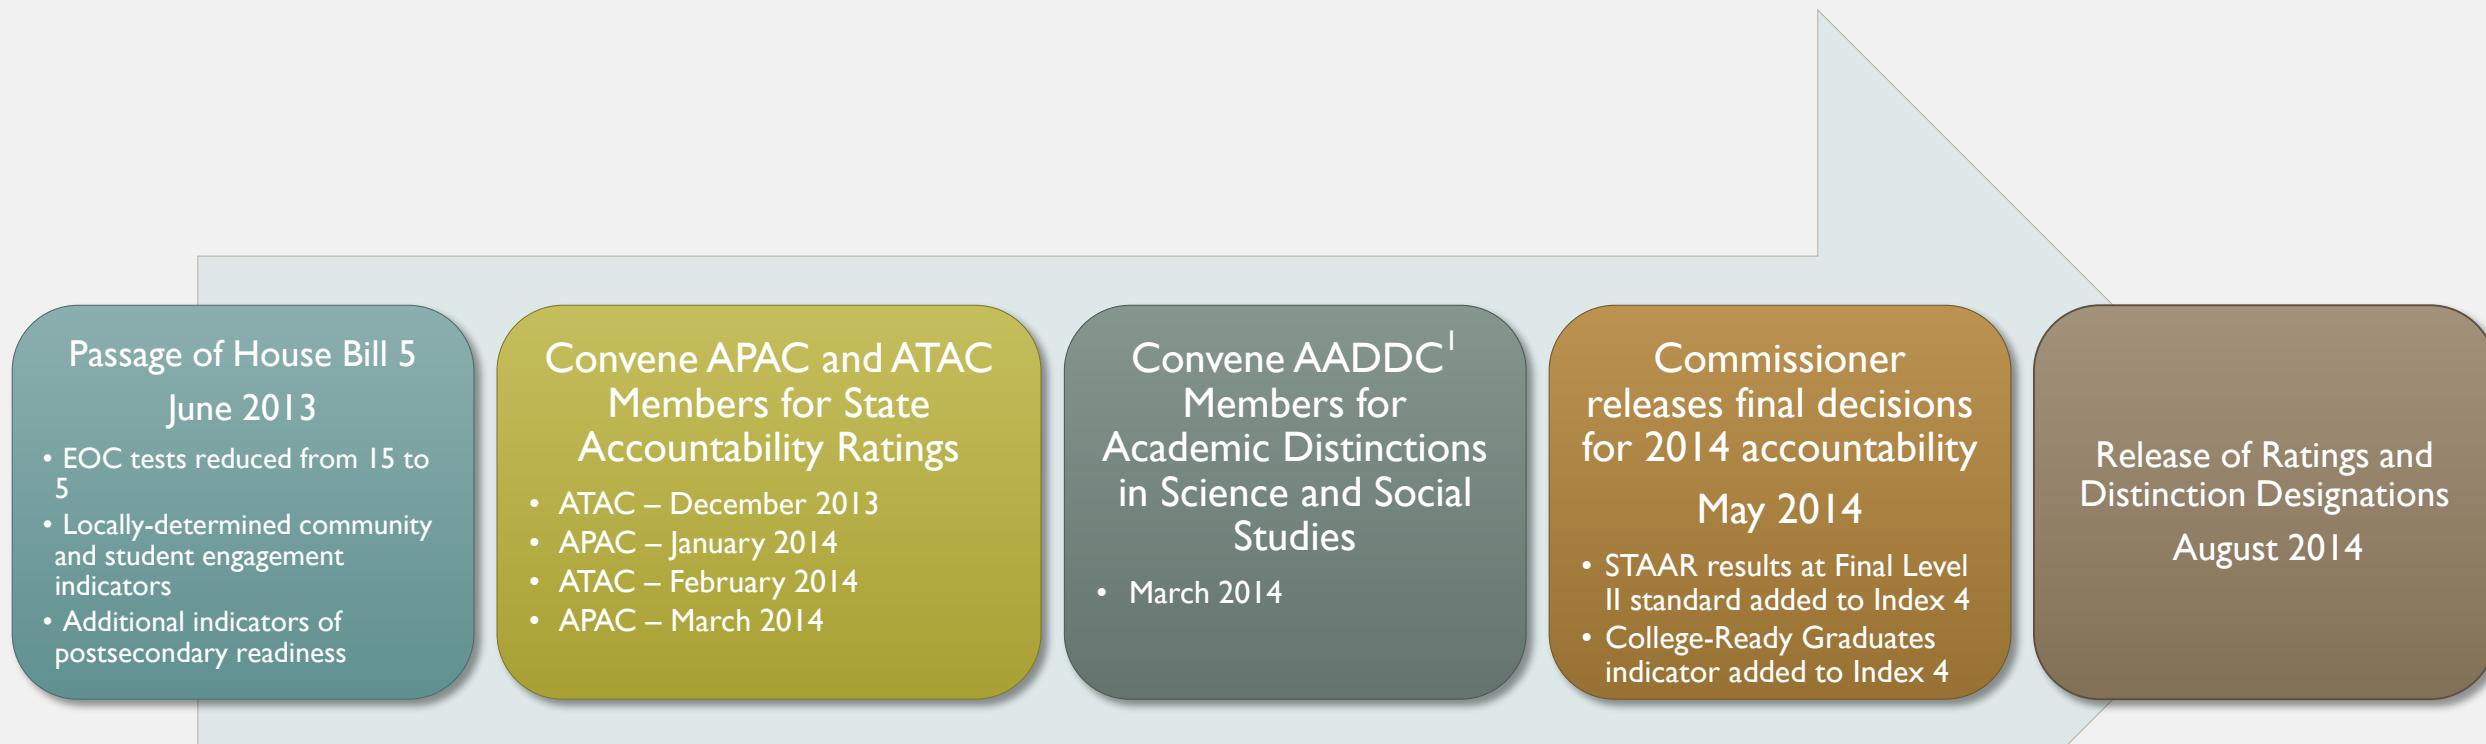 Passage of House Bill 5
June 2013
• EOC tests reduced from 15 to
5
• Locally-determined community
and student engagement
indicators
• Additional indicators of
postsecondary readiness
Convene APAC and ATAC
Members for State
Accountability Ratings
• ATAC – December 2013
• APAC – January 2014
• ATAC – February 2014
• APAC – March 2014
Convene AADDC¹
Members for
Academic Distinctions
in Science and Social
Studies
• March 2014
Commissioner
releases final decisions
for 2014 accountability
May 2014
• STAAR results at Final Level
II standard added to Index 4
• College-Ready Graduates
indicator added to Index 4
Release of Ratings and
Distinction Designations
August 2014